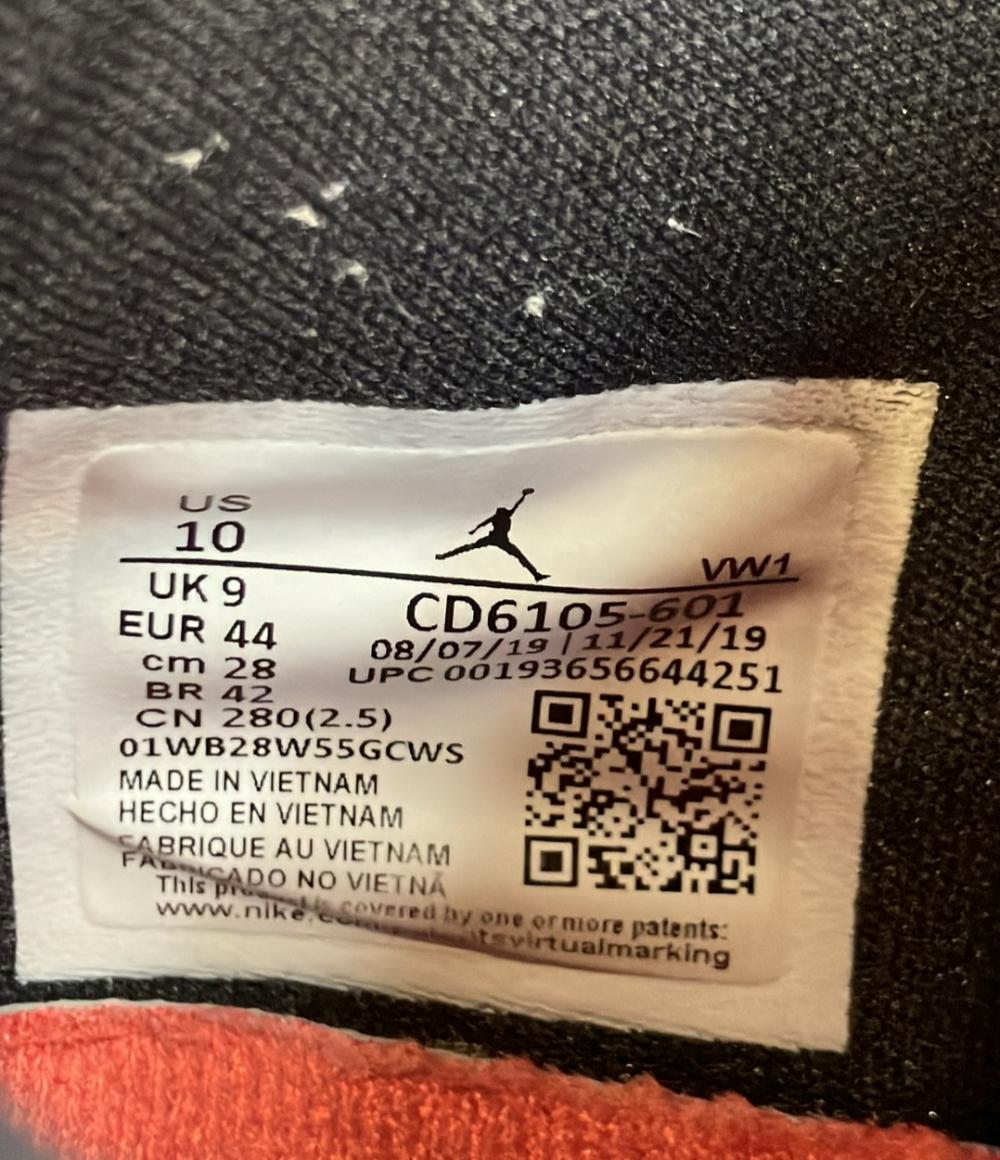 US
10
VW1
UK 9
CD6105-601
EUR 44
08/07/19 | 11/21/19
cm 28
UPC 00193656644251
BR 42
CN 280(2.5)
01WB28W55GCWS
MADE IN VIETNAM
HECHO EN VIETNAM
FABRIQUE AU VIETNAM
FABRICADO NO VIETNÃ
This product is covered by one or more patents:
virtualmarking